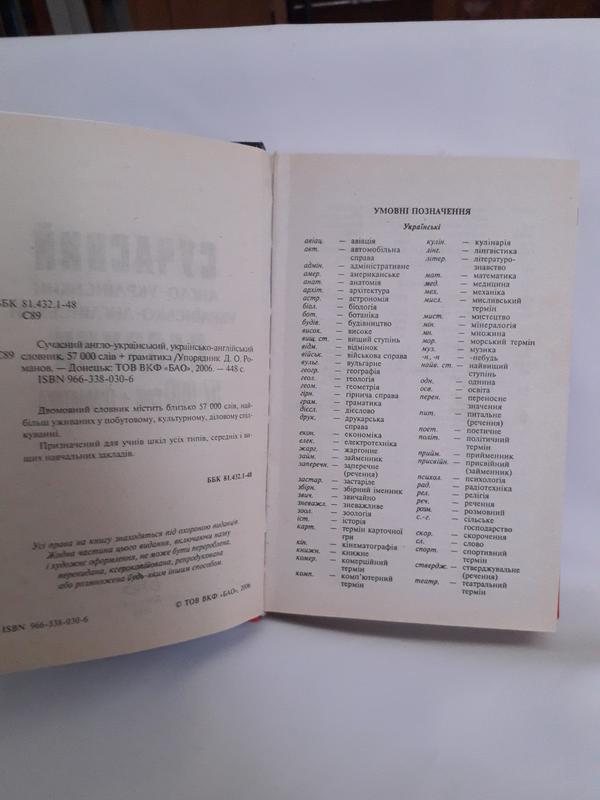 ББК 81.432.1-48
С89
Сучасний англо-український, українсько-англійський
С89 словник, 57 000 слів + граматика /Упорядник Д. О. Ро-
манов. — Донецьк: ТОВ ВКФ «БАО», 2006. — 448 с.
ISBN 966-338-030-6
Двомовний словник містить близько 57 000 слів, най-
більш уживаних у побутовому, культурному, діловому спіл-
куванні.
Призначений для учнів шкіл усіх типів, середніх і ви-
щих навчальних закладів.
ББК 81.432.1-48
Усі права на книгу знаходяться під охороною видавців.
Жодна частина цього видання, включаючи назву
і художнє оформлення, не може бути перероблена,
перевидана, ксерокопійована, репродукована
або розмножена будь-яким іншим способом.
© ТОВ ВКФ «БАО», 2006
ISBN 966-338-030-6
УМОВНІ ПОЗНАЧЕННЯ
Українські
авіац. — авіація
авт. — автомобільна
справа
адмін. — адміністративне
амер. — американське
анат. — анатомія
архіт. — архітектура
астр. — астрономія
біол. — біологія
бот. — ботаніка
будів. — будівництво
висок. — високе
вищ. ст. — вищий ступінь
відм. — відмінок
військ. — військова справа
вульг. — вульгарне
геогр. — географія
геол. — геологія
геом. — геометрія
гірн. — гірнича справа
грам. — граматика
дієсл. — дієслово
друк. — друкарська
справа
екон. — економіка
елек. — електротехніка
жарг. — жаргонне
займ. — займенник
заперечн. — заперечне
(речення)
застар. — застаріле
збірн. — збірний іменник
звич. — звичайно
зневажл. — зневажливе
зоол. — зоологія
іст. — історія
карт. — термін карточної
гри
кін. — кінематографія
книжн. — книжне
комер. — комерційний
термін
комп. — комп'ютерний
термін
кулін. — кулінарія
лінг. — лінгвістика
літер. — літературо-
знавство
мат. — математика
мед. — медицина
мех. — механіка
мисл. — мисливський
термін
мист. — мистецтво
мін. — мінералогія
мн. — множина
мор. — морський термін
муз. — музика
-н, -н — -небудь
найв. ст. — найвищий
ступінь
одн. — однина
осв. — освіта
перен. — переносне
значення
пит. — питальне
(речення)
поет. — поетичне
політ. — політичний
термін
прийм. — прийменник
присвійн. — присвійний
(займенник)
психол. — психологія
рад. — радіотехніка
рел. — релігія
реч. — речення
розм. — розмовний
с.-г. — сільське
господарство
скор. — скорочення
сл. — слово
спорт. — спортивний
термін
стверdж. — стверджувальне
(речення)
театр. — театральний
термін